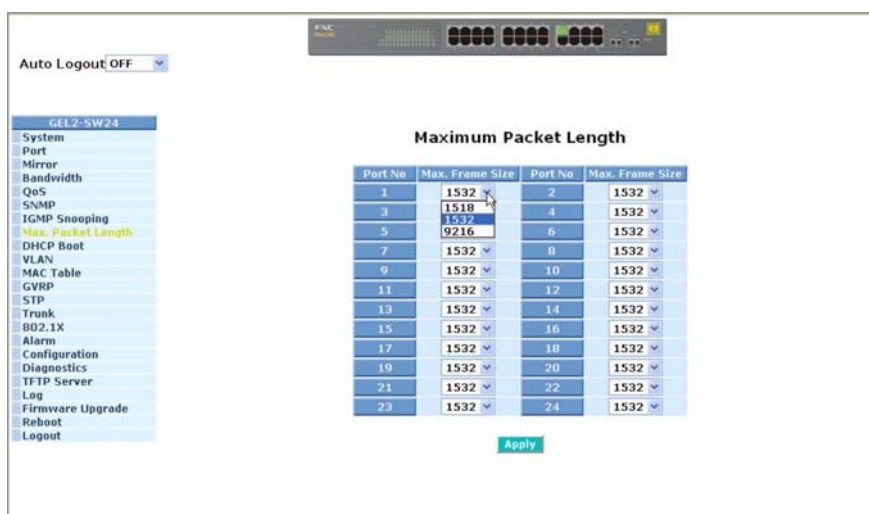 FXC
Auto Logout OFF
GEL2-SW24
System
Port
Mirror
Bandwidth
QoS
SNMP
IGMP Snooping
Max. Packet Length
DHCP Boot
VLAN
MAC Table
GVRP
STP
Trunk
802.1X
Alarm
Configuration
Diagnostics
TFTP Server
Log
Firmware Upgrade
Reboot
Logout
Maximum Packet Length
Port No Max. Frame Size Port No Max. Frame Size
1 1532 2 1532
1518
1532
9216
3 4 1532
5 6 1532
7 1532 8 1532
9 1532 10 1532
11 1532 12 1532
13 1532 14 1532
15 1532 16 1532
17 1532 18 1532
19 1532 20 1532
21 1532 22 1532
23 1532 24 1532
Apply